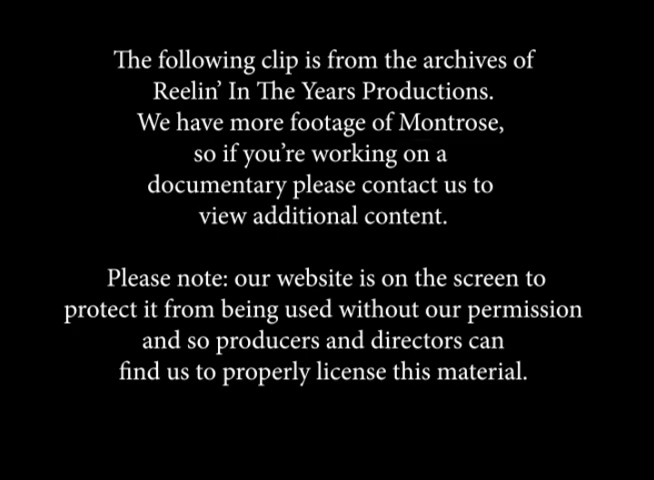 The following clip is from the archives of
Reelin’ In The Years Productions.
We have more footage of Montrose,
so if you’re working on a
documentary please contact us to
view additional content.
Please note: our website is on the screen to
protect it from being used without our permission
and so producers and directors can
find us to properly license this material.